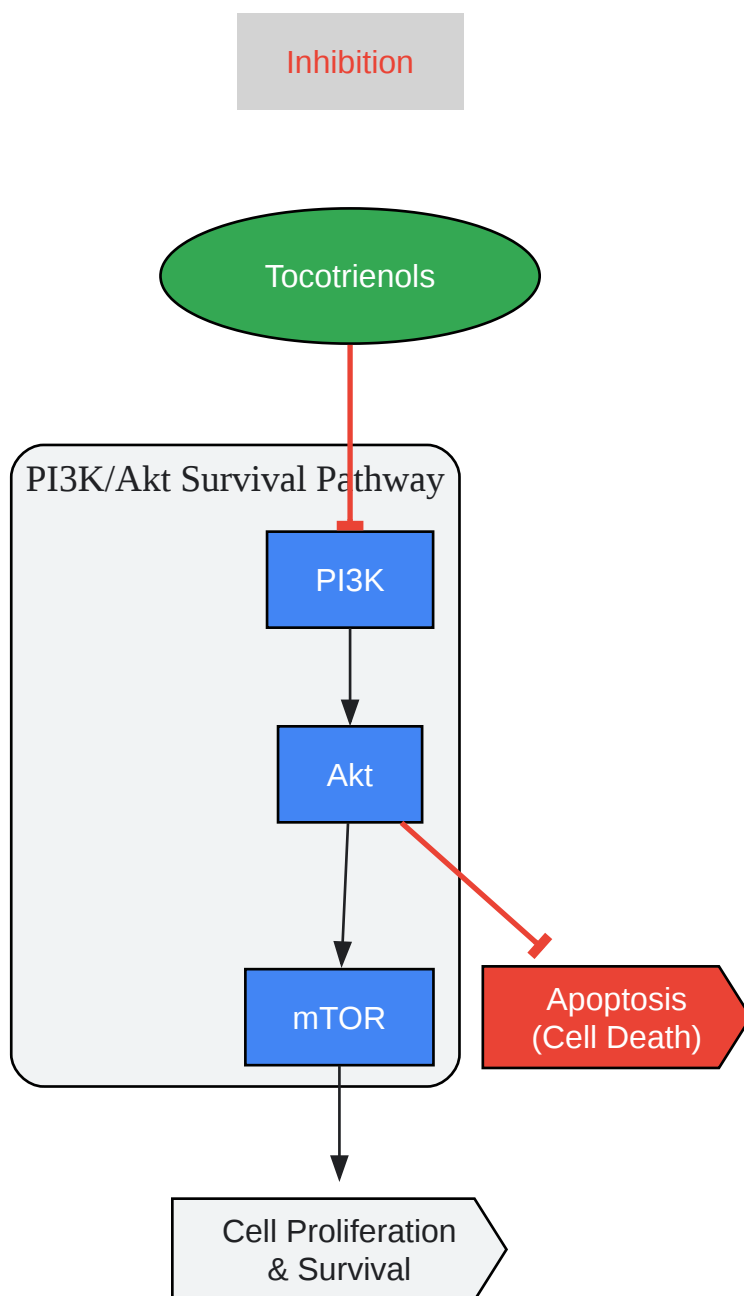 Inhibition
Tocotrienols
PI3K/Akt Survival Pathway
PI3K
Akt
mTOR
Apoptosis
(Cell Death)
Cell Proliferation
& Survival